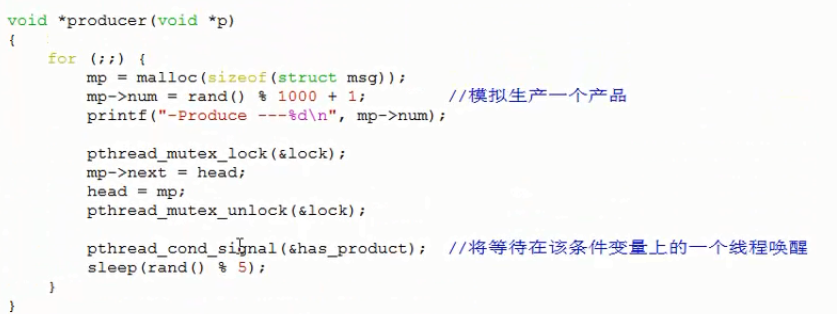 void *producer(void *p)
{
    for (;;) {
        mp = malloc(sizeof(struct msg));
        mp->num = rand() % 1000 + 1;        //模拟生产一个产品
        printf("-Produce ---%d\n", mp->num);

        pthread_mutex_lock(&lock);
        mp->next = head;
        head = mp;
        pthread_mutex_unlock(&lock);

        pthread_cond_signal(&has_product);  //将等待在该条件变量上的一个线程唤醒
        sleep(rand() % 5);
    }
}